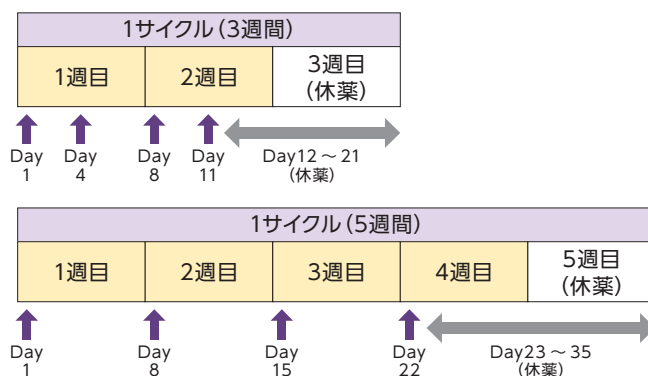 1サイクル(3週間)
1週目 2週目 3週目
(休薬)
Day Day Day Day Day12～21
1 4 8 11 (休薬)
1サイクル(5週間)
1週目 2週目 3週目 4週目 5週目
(休薬)
Day Day Day Day Day23～35
1 8 15 22 (休薬)